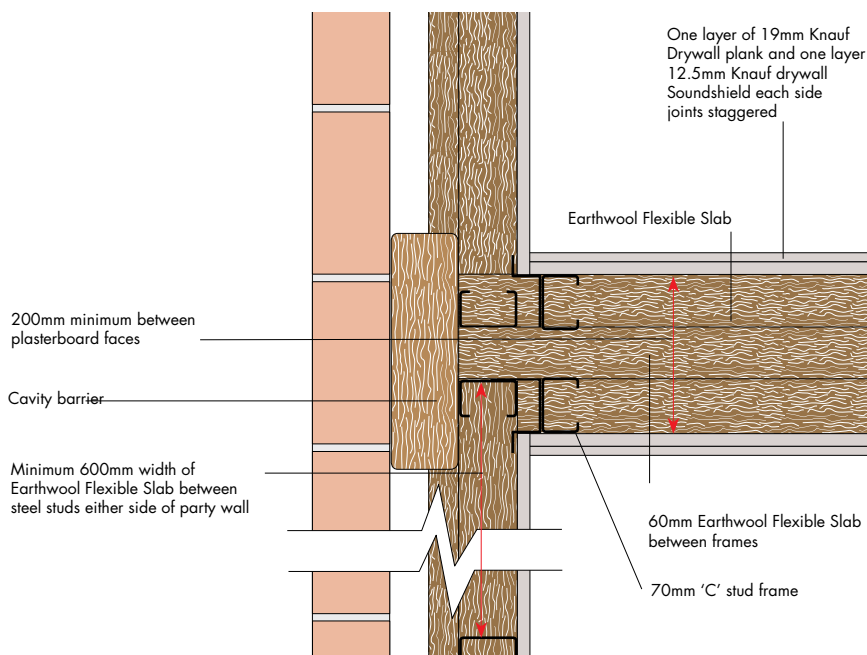 One layer of 19mm Knauf
Drywall plank and one layer
12.5mm Knauf drywall
Soundshield each side
joints staggered
Earthwool Flexible Slab
200mm minimum between
plasterboard faces
Cavity barrier
Minimum 600mm width of
Earthwool Flexible Slab between
steel studs either side of party wall
60mm Earthwool Flexible Slab
between frames
70mm ‘C’ stud frame